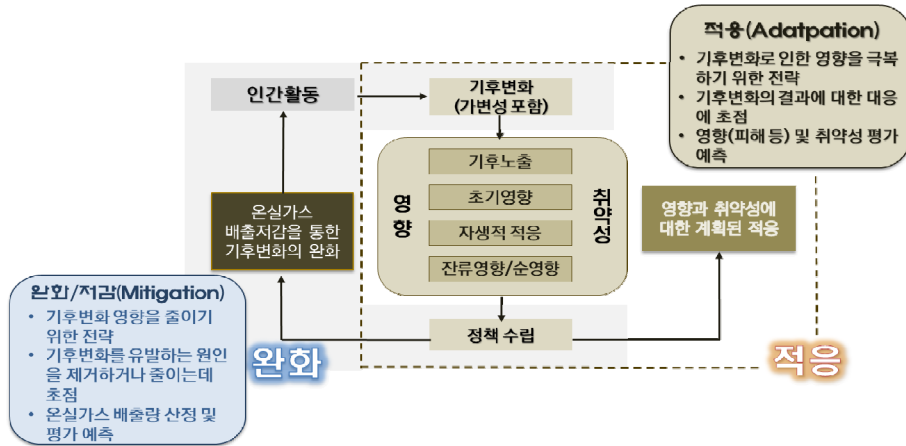 적응(Adatpation)
• 기후변화로 인한 영향을 극복
하기 위한 전략
• 기후변화의 결과에 대한 대응
에 초점
• 영향(피해 등) 및 취약성 평가
예측
인간활동
기후변화
(가변성 포함)
영향
기후노출
초기영향
자생적 적응
잔류영향/순영향
취약성
온실가스
배출저감을 통한
기후변화의 완화
영향과 취약성에
대한 계획된 적응
정책 수립
완화/저감(Mitigation)
• 기후변화 영향을 줄이기
위한 전략
• 기후변화를 유발하는 원인
을 제거하거나 줄이는데
초점
• 온실가스 배출량 산정 및
평가 예측
완화
적응